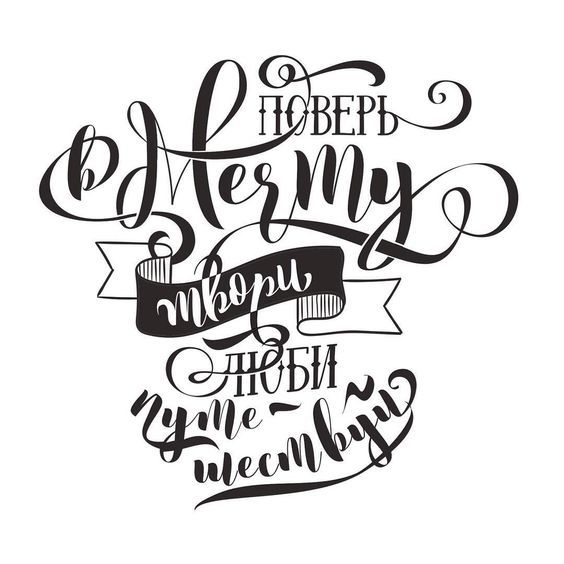 ПОВЕРЬ
в Мечту
твори
ЛЮБИ
путе-
шествуй